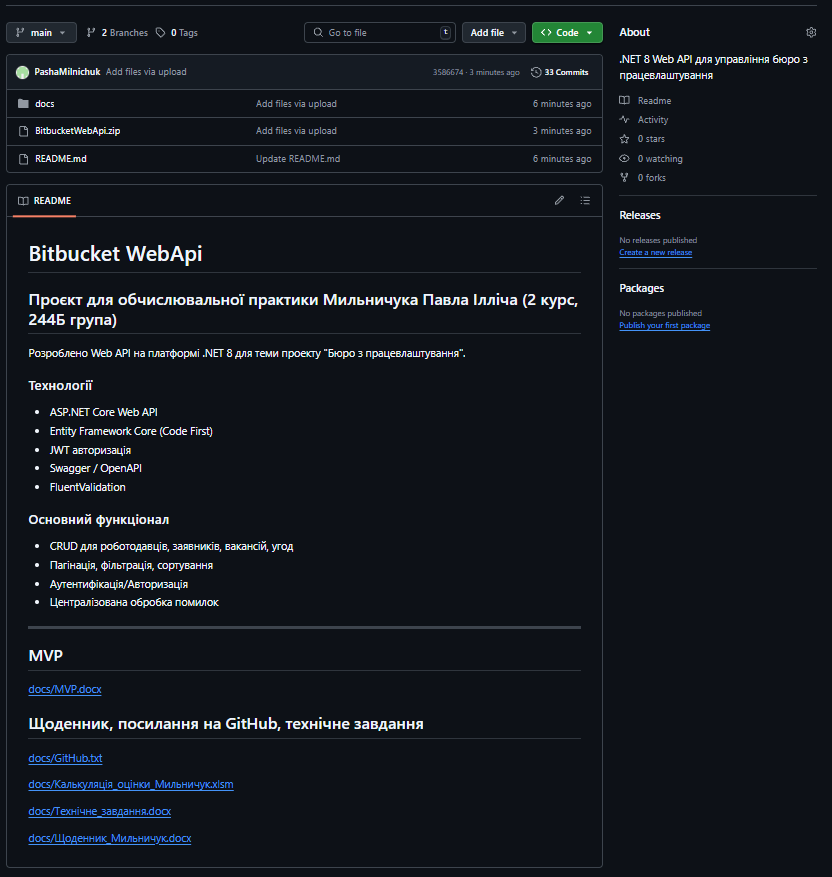 main
2 Branches
0 Tags
Go to file
t
Add file
Code
PashaMilnichuk Add files via upload
3586674 · 3 minutes ago
33 Commits
docs
Add files via upload
6 minutes ago
BitbucketWebApi.zip
Add files via upload
3 minutes ago
README.md
Update README.md
6 minutes ago
README
Bitbucket WebApi
Проєкт для обчислювальної практики Мильничука Павла Ілліча (2 курс,
244Б група)
Розроблено Web API на платформі .NET 8 для теми проекту "Бюро з працевлаштування".
Технології
ASP.NET Core Web API
Entity Framework Core (Code First)
JWT авторизація
Swagger / OpenAPI
FluentValidation
Основний функціонал
CRUD для роботодавців, заявників, вакансій, угод
Пагінація, фільтрація, сортування
Аутентифікація/Авторизація
Централізована обробка помилок
MVP
docs/MVP.docx
Щоденник, посилання на GitHub, технічне завдання
docs/GitHub.txt
docs/Калькуляція_оцінки_Мильничук.xlsm
docs/Технічне_завдання.docx
docs/Щоденник_Мильничук.docx
About
.NET 8 Web API для управління бюро з
працевлаштування
Readme
Activity
0 stars
0 watching
0 forks
Releases
No releases published
Create a new release
Packages
No packages published
Publish your first package